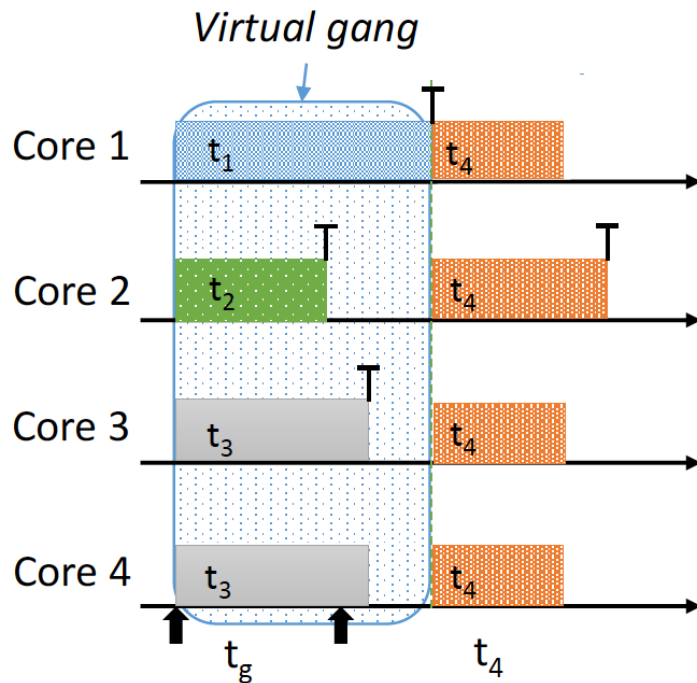 Virtual gang
Core 1
t₁
t₄
Core 2
t₂
t₄
Core 3
t₃
t₄
Core 4
t₃
t₄
t_g
t₄